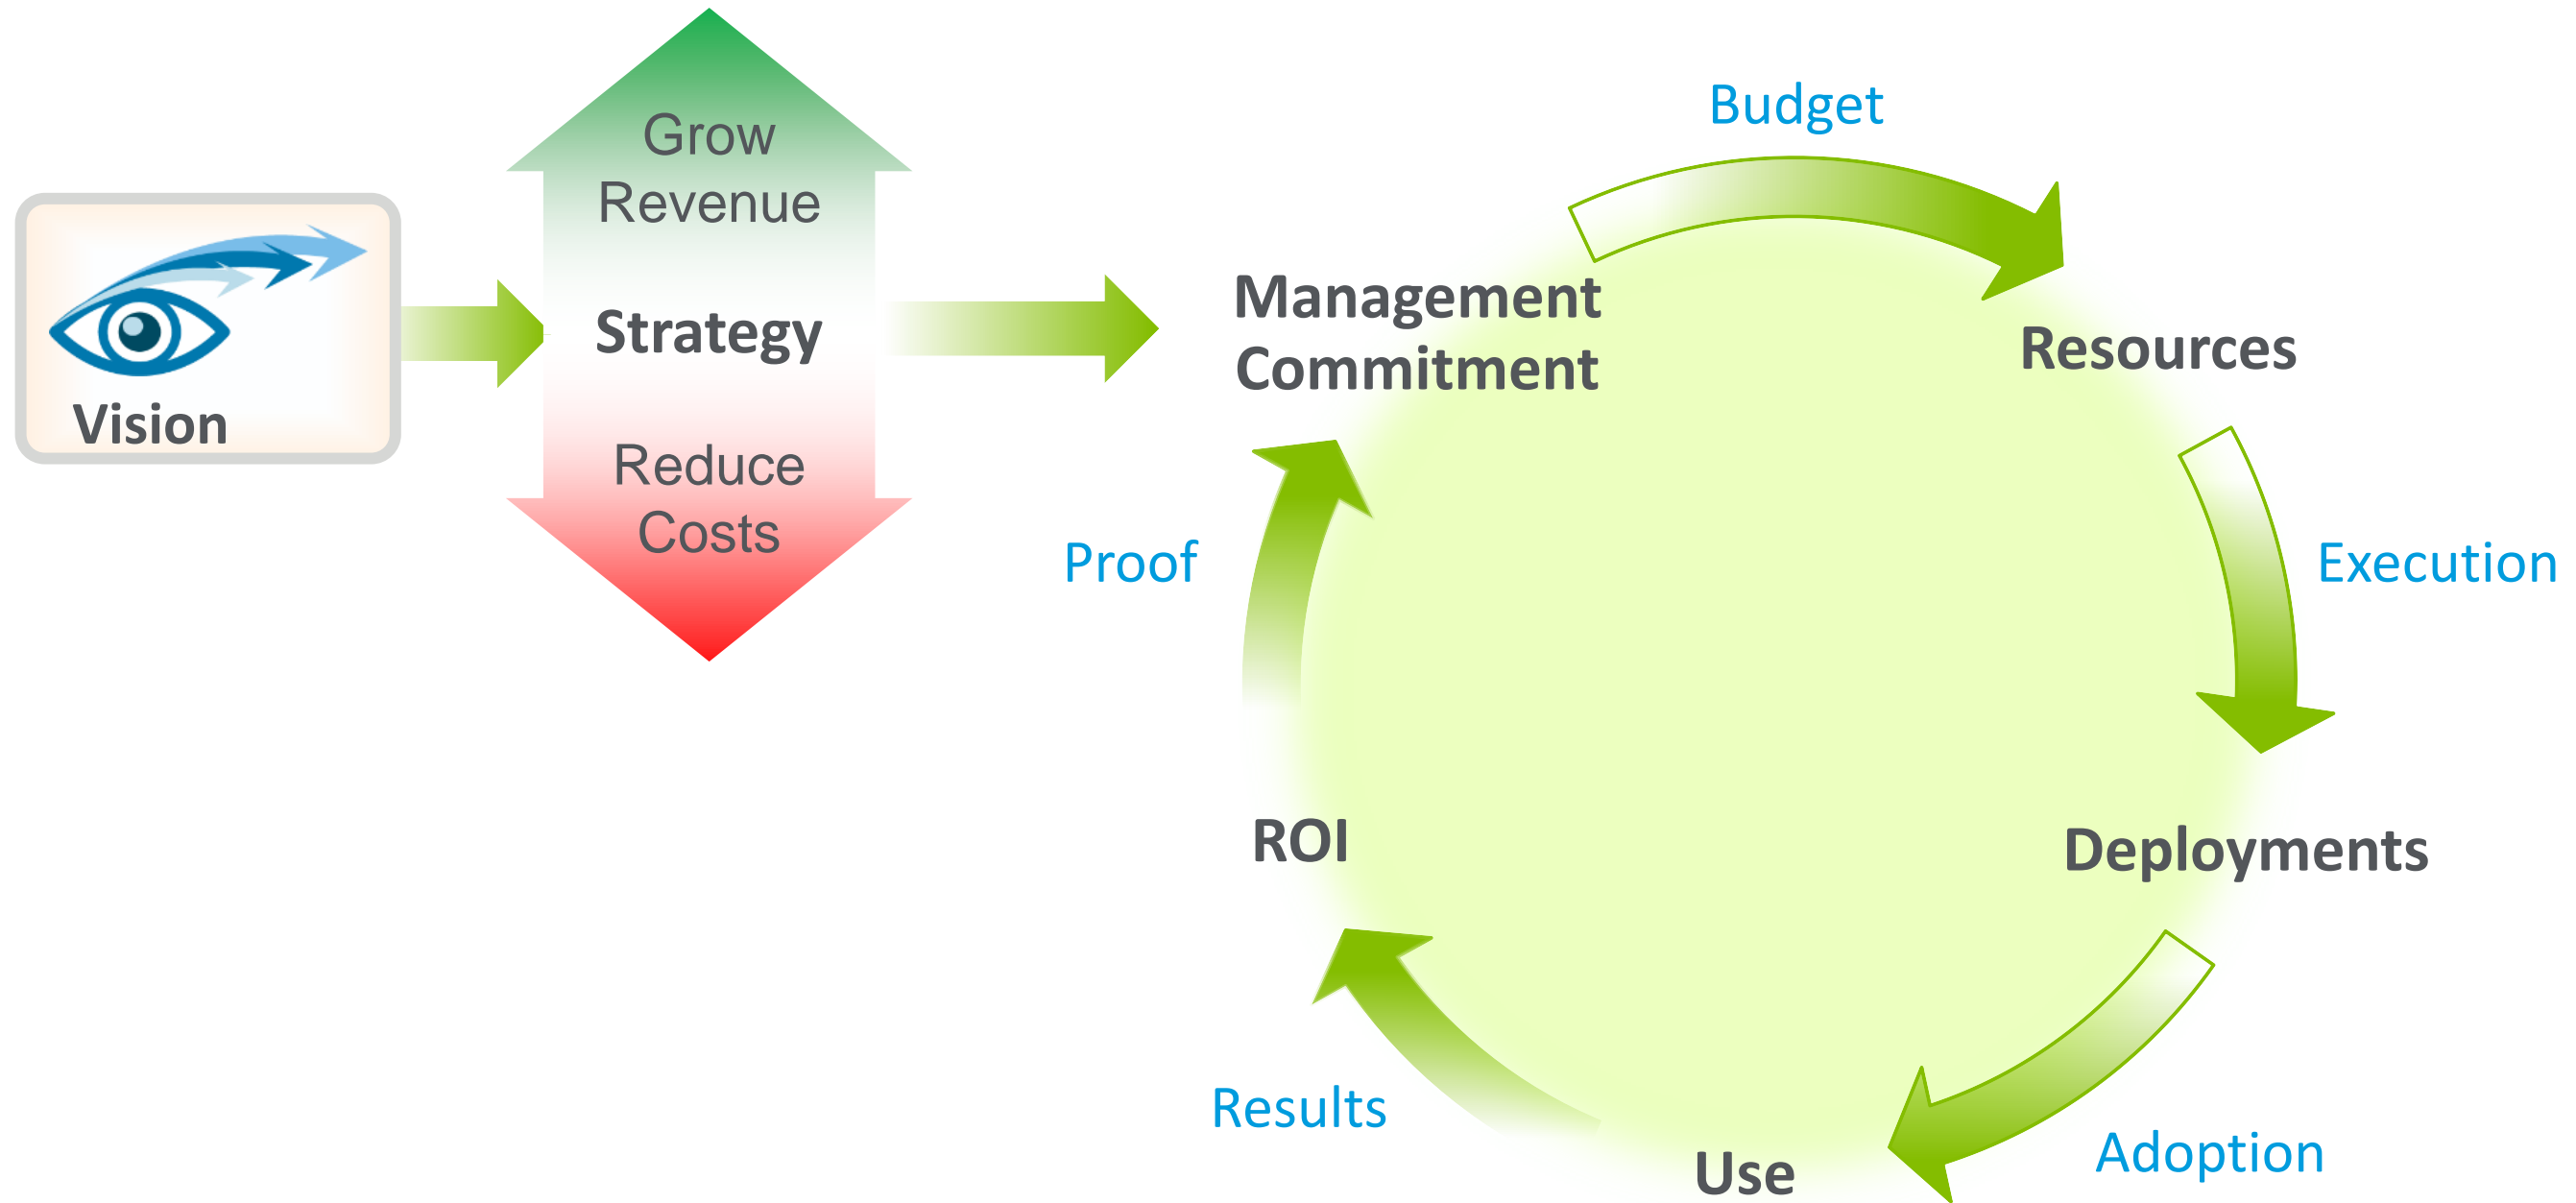 Vision
Grow
Revenue
Strategy
Reduce
Costs
Management
Commitment
Budget
Resources
Execution
Deployments
Adoption
Use
Results
ROI
Proof